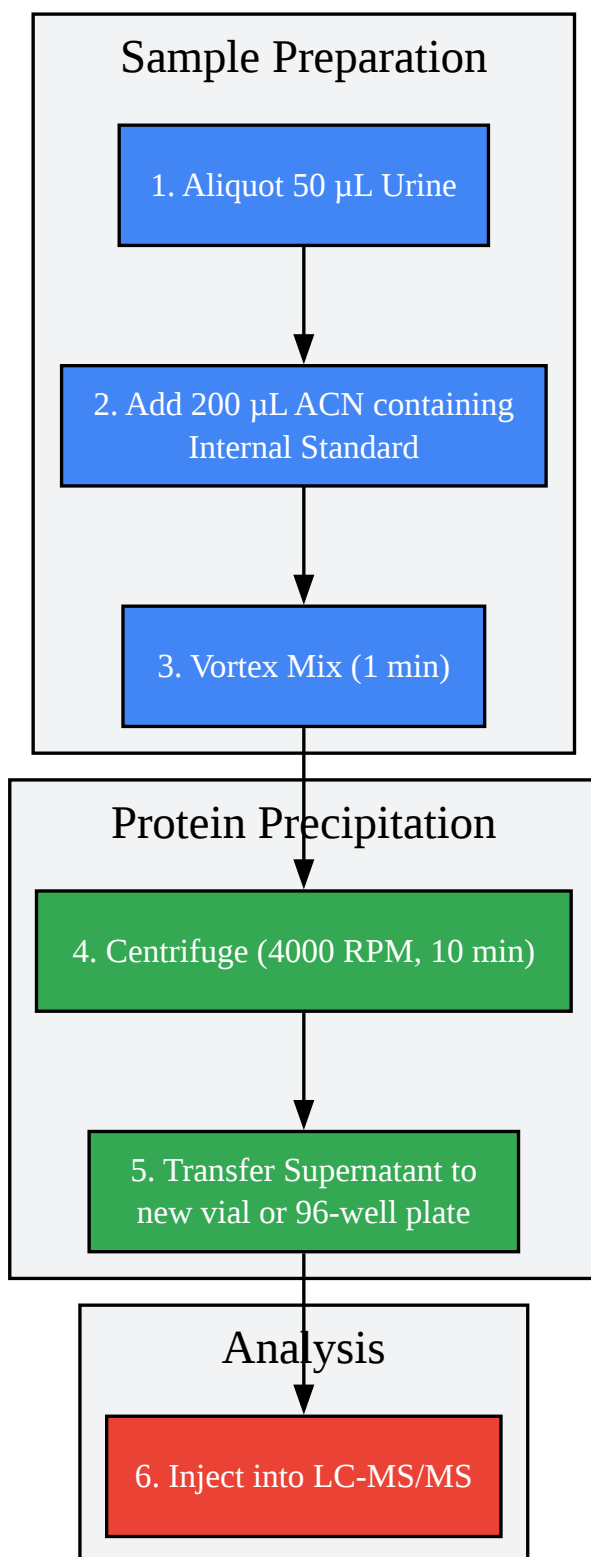 Sample Preparation
1. Aliquot 50 µL Urine
2. Add 200 µL ACN containing
Internal Standard
3. Vortex Mix (1 min)
Protein Precipitation
4. Centrifuge (4000 RPM, 10 min)
5. Transfer Supernatant to
new vial or 96-well plate
Analysis
6. Inject into LC-MS/MS